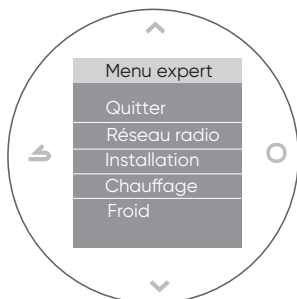 Menu expert
Quitter
Réseau radio
Installation
Chauffage
Froid